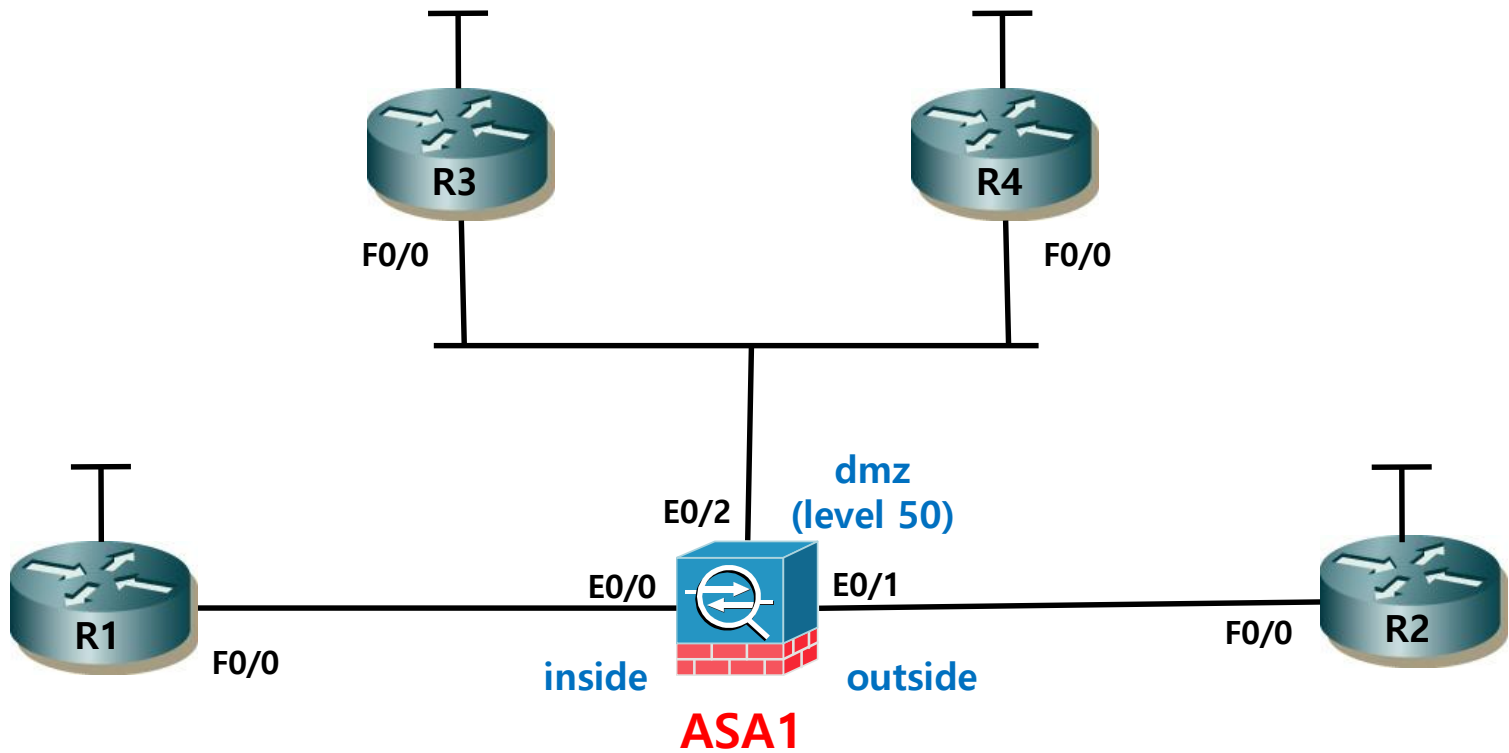 R3
R4
F0/0
F0/0
dmz
E0/2
(level 50)
E0/0
E0/1
R1
R2
F0/0
F0/0
inside
outside
ASA1